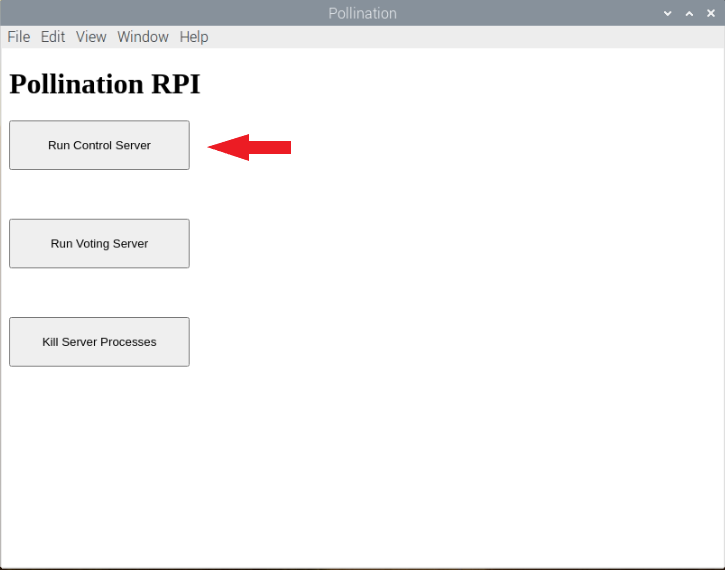 Pollination
File Edit View Window Help
Pollination RPI
Run Control Server
Run Voting Server
Kill Server Processes